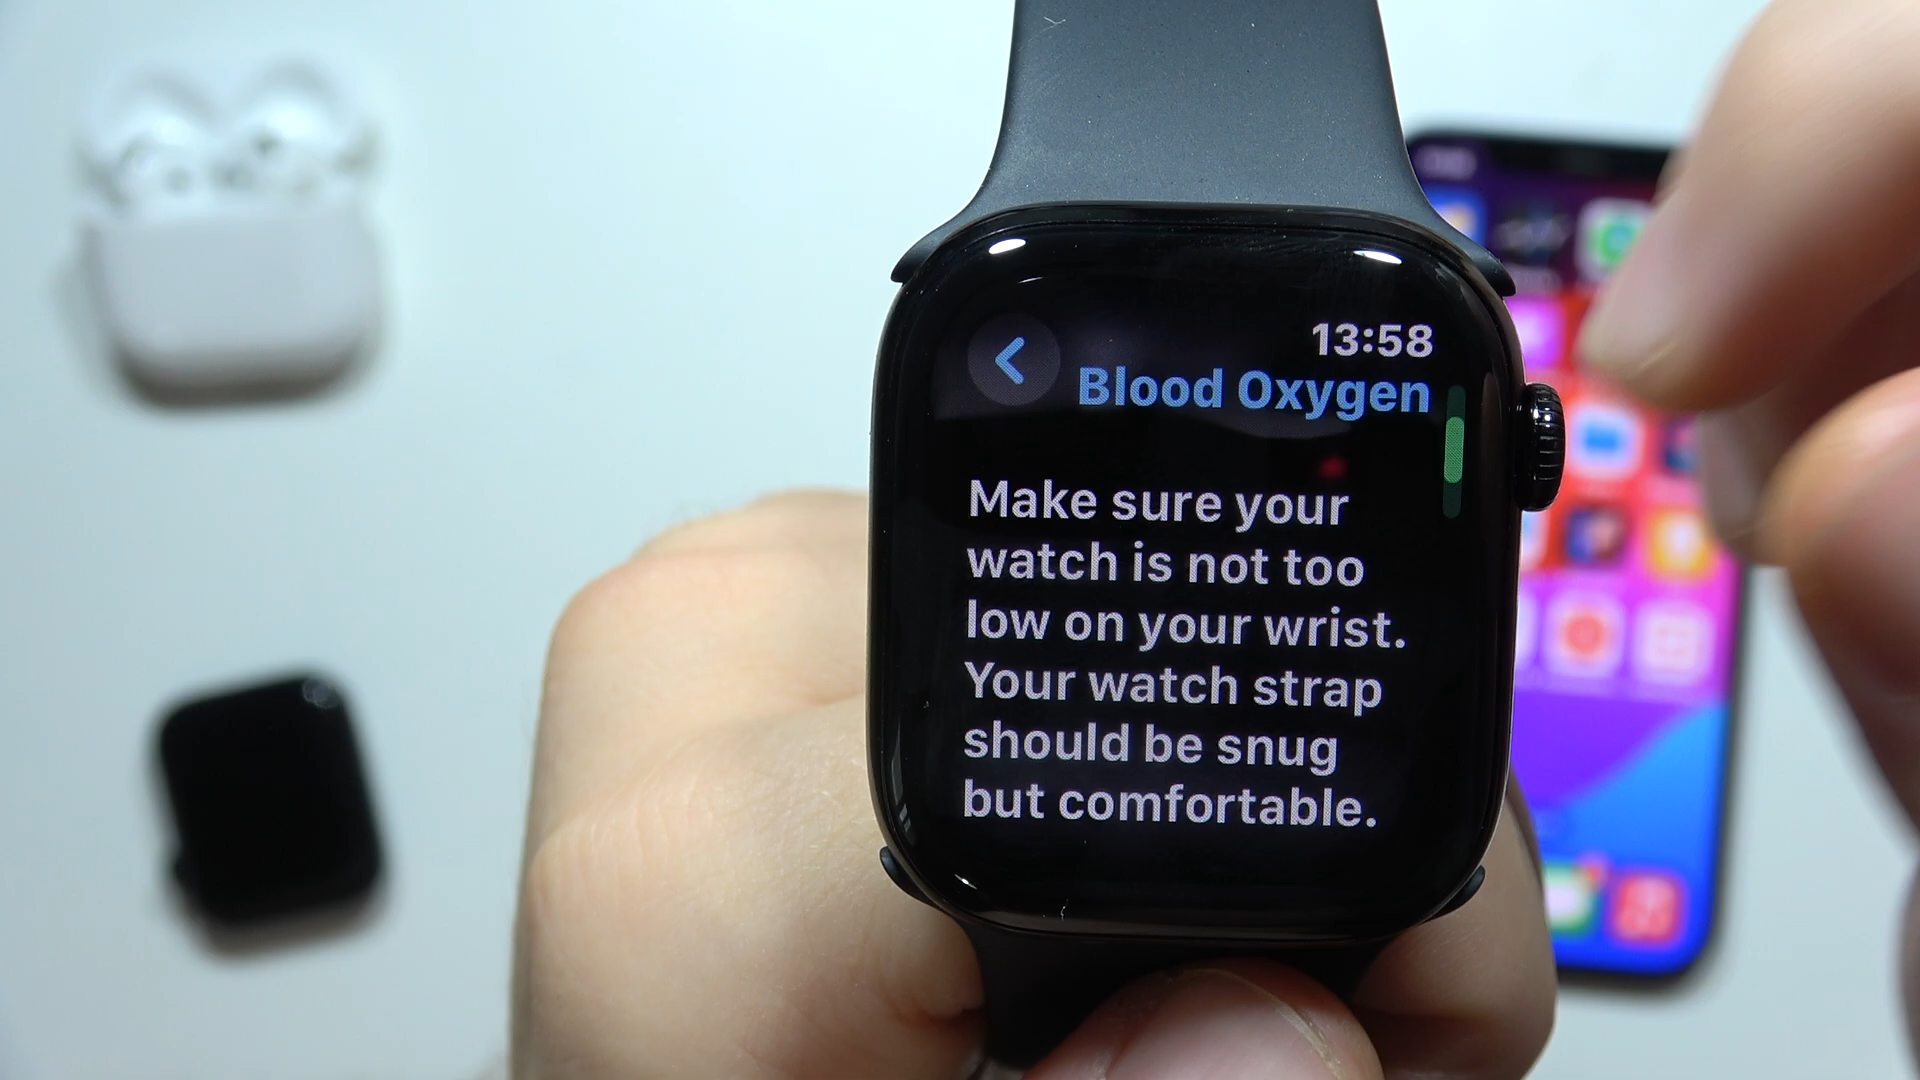 13:58
Blood Oxygen
Make sure your
watch is not too
low on your wrist.
Your watch strap
should be snug
but comfortable.